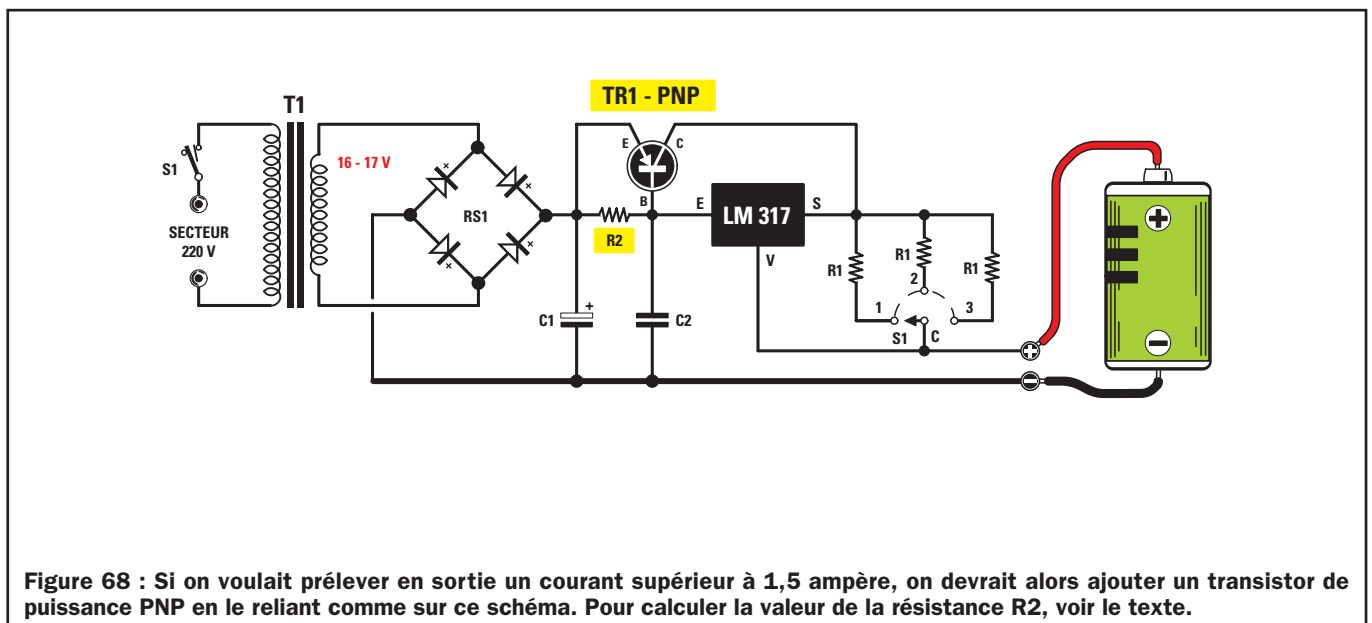 TR1 - PNP
T1
E
C
S1
16 - 17 V
B
E
LM 317
S
RS1
SECTEUR
220 V
R2
V
R1
R1
R1
2
1
3
C1
+
C2
S1
C
+
−
+
−
Figure 68 : Si on voulait prélever en sortie un courant supérieur à 1,5 ampère, on devrait alors ajouter un transistor de
puissance PNP en le reliant comme sur ce schéma. Pour calculer la valeur de la résistance R2, voir le texte.